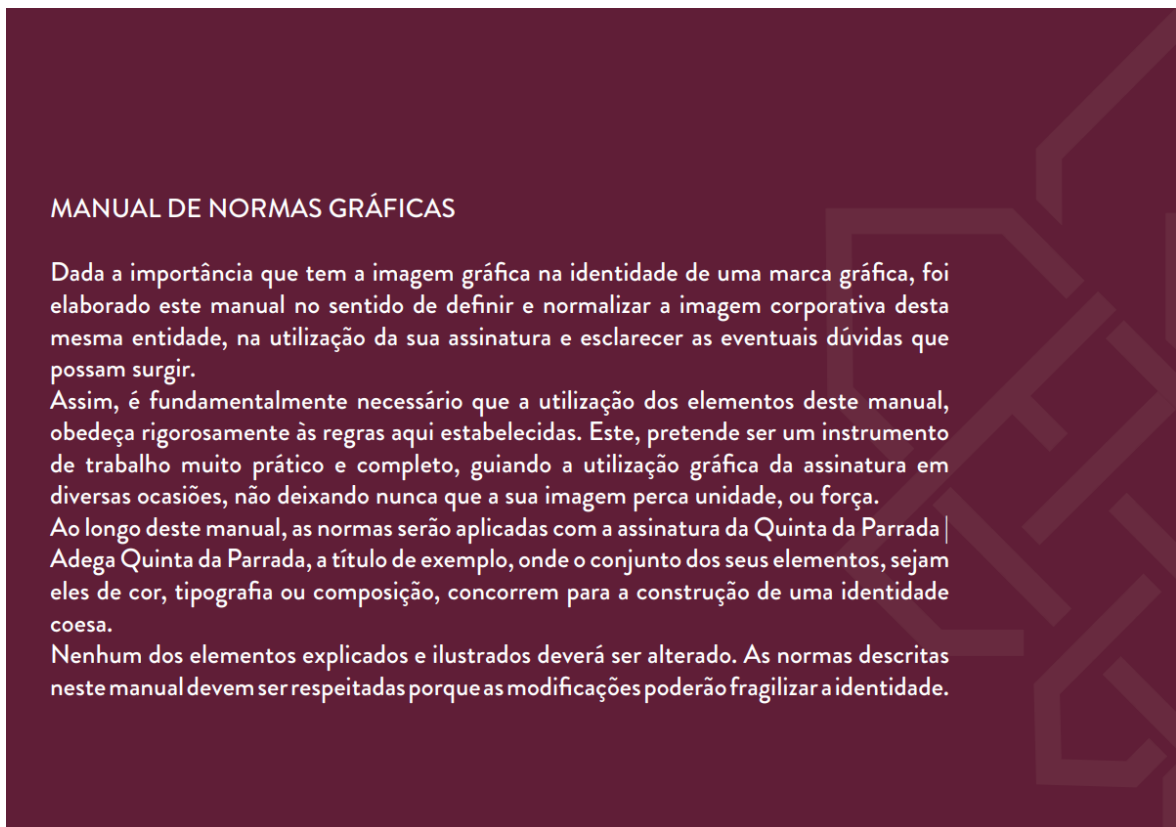 MANUAL DE NORMAS GRÁFICAS
Dada a importância que tem a imagem gráfica na identidade de uma marca gráfica, foi
elaborado este manual no sentido de definir e normalizar a imagem corporativa desta
mesma entidade, na utilização da sua assinatura e esclarecer as eventuais dúvidas que
possam surgir.
Assim, é fundamentalmente necessário que a utilização dos elementos deste manual,
obedeça rigorosamente às regras aqui estabelecidas. Este, pretende ser um instrumento
de trabalho muito prático e completo, guiando a utilização gráfica da assinatura em
diversas ocasiões, não deixando nunca que a sua imagem perca unidade, ou força.
Ao longo deste manual, as normas serão aplicadas com a assinatura da Quinta da Parrada |
Adega Quinta da Parrada, a título de exemplo, onde o conjunto dos seus elementos, sejam
eles de cor, tipografia ou composição, concorrem para a construção de uma identidade
coesa.
Nenhum dos elementos explicados e ilustrados deverá ser alterado. As normas descritas
neste manual devem ser respeitadas porque as modificações poderão fragilizar a identidade.